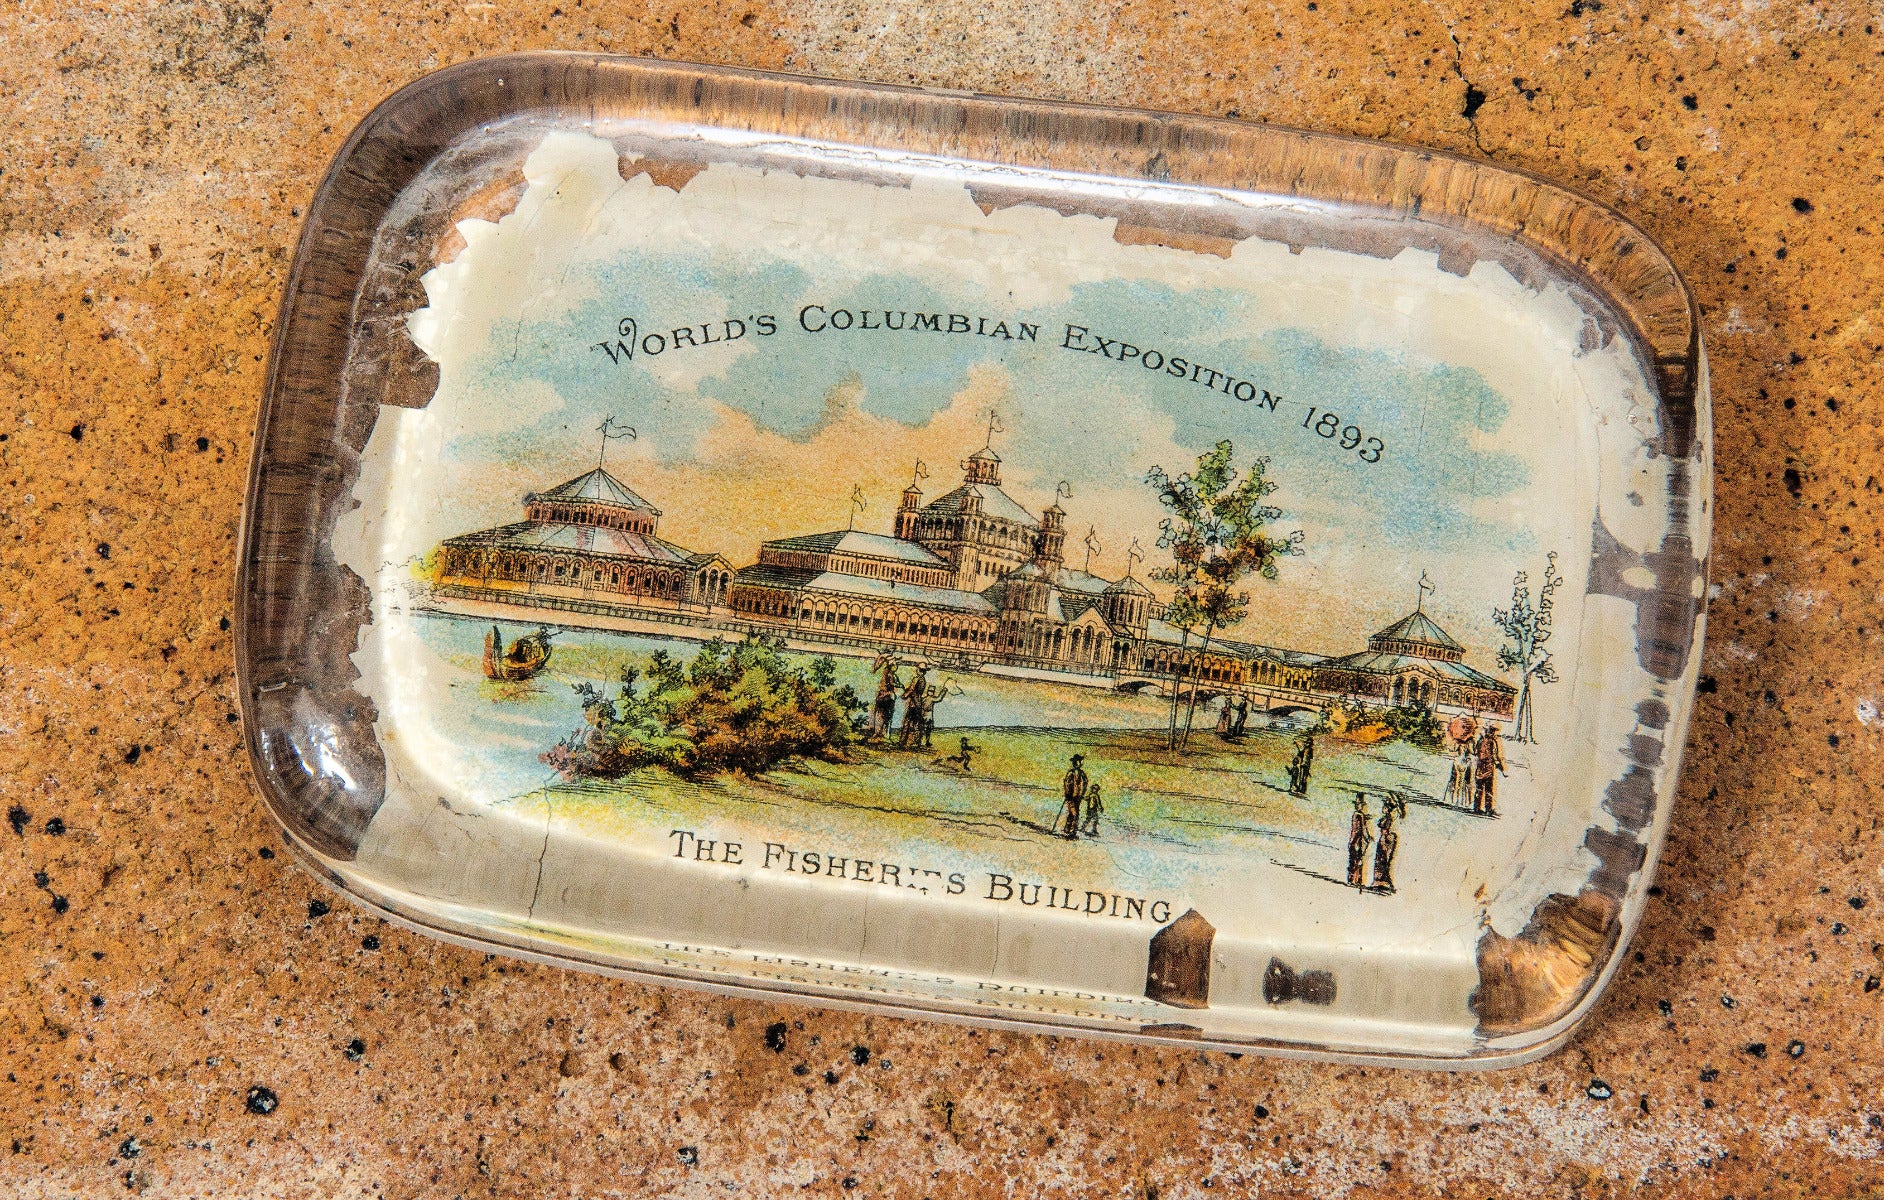 World's Columbian Exposition 1893
The Fisheries Building